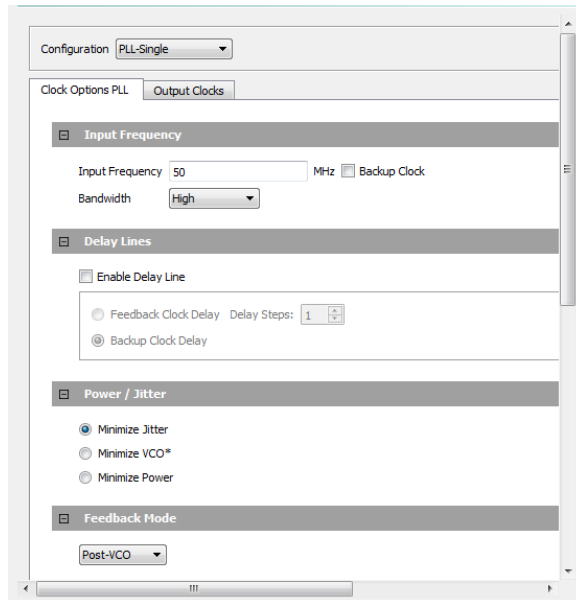 Configuration PLL-Single
Clock Options PLL Output Clocks
Input Frequency
Input Frequency 50 MHz Backup Clock
Bandwidth High
Delay Lines
Enable Delay Line
Feedback Clock Delay Delay Steps: 1
Backup Clock Delay
Power / Jitter
Minimize Jitter
Minimize VCO*
Minimize Power
Feedback Mode
Post-VCO